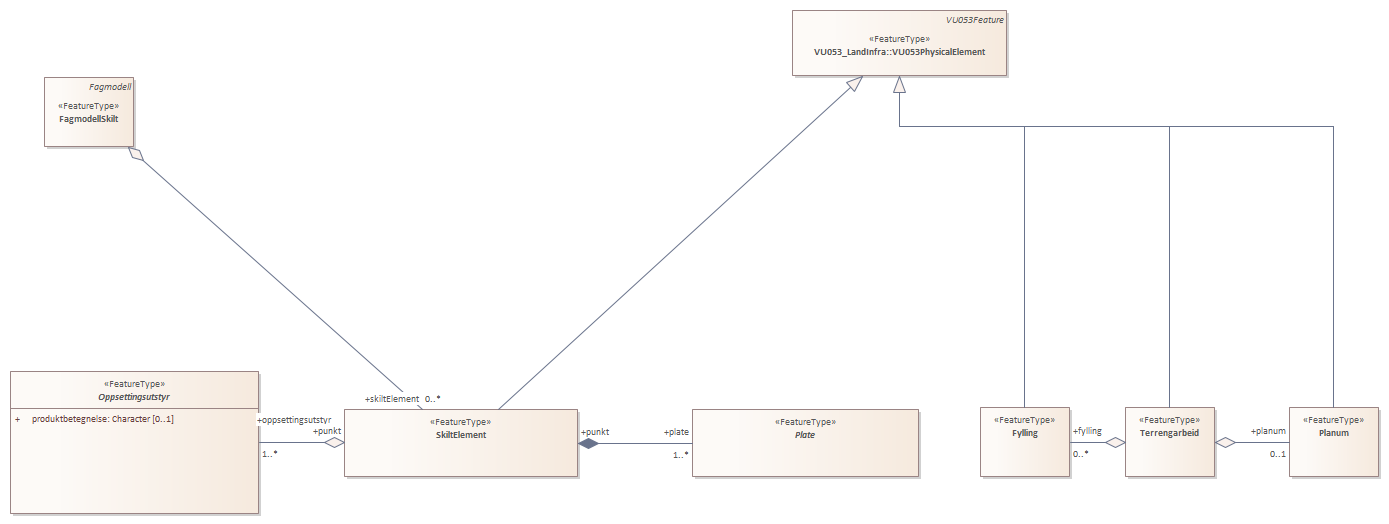 VU053Feature
«FeatureType»
VU053_LandInfra::VU053PhysicalElement
Fagmodell
«FeatureType»
FagmodellSkilt
«FeatureType»
Oppsettingsutstyr
+ produktbetegnelse: Character [0..1]
+oppsettingsutstyr
+punkt
1..*
+skiltElement 0..*
«FeatureType»
SkiltElement
+punkt
+plate
1..*
«FeatureType»
Plate
«FeatureType»
Fylling
+fylling
0..*
«FeatureType»
Terrengarbeid
+planum
0..1
«FeatureType»
Planum